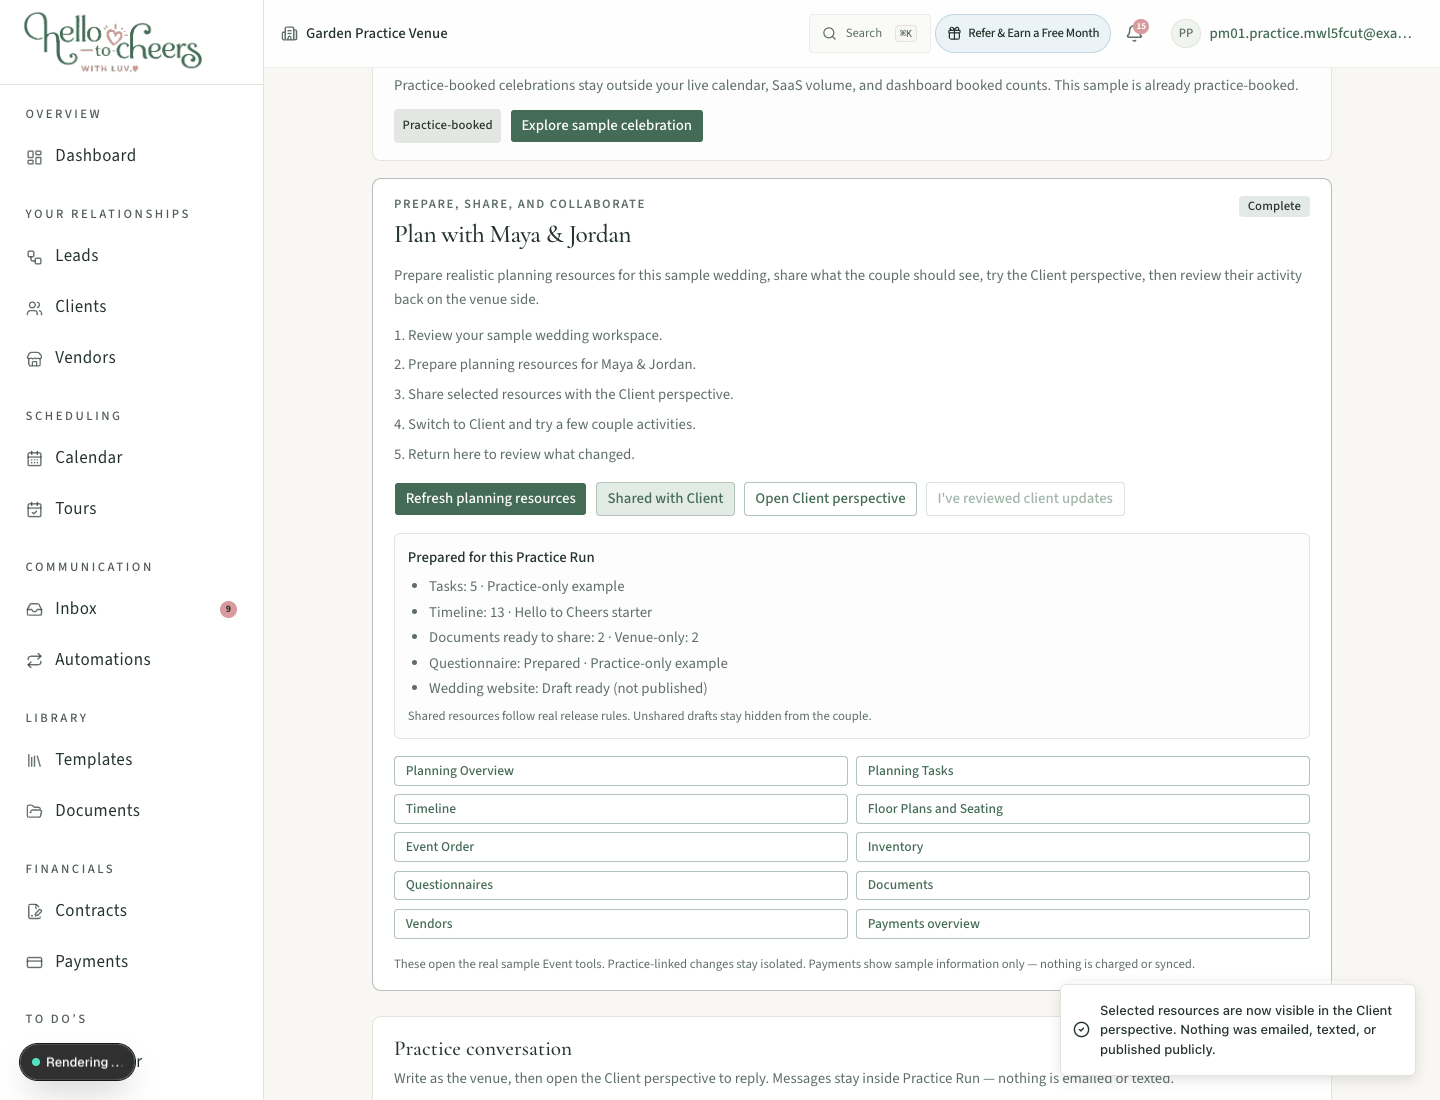 hello
to cheers
WITH LUV.
Garden Practice Venue
Search
⌘K
Refer & Earn a Free Month
15
PP
pm01.practice.mwl5fcut@exa...
OVERVIEW
Dashboard
YOUR RELATIONSHIPS
Leads
Clients
Vendors
SCHEDULING
Calendar
Tours
COMMUNICATION
Inbox
9
Automations
LIBRARY
Templates
Documents
FINANCIALS
Contracts
Payments
TO DO'S
Rendering ...
Practice-booked celebrations stay outside your live calendar, SaaS volume, and dashboard booked counts. This sample is already practice-booked.
Practice-booked
Explore sample celebration
PREPARE, SHARE, AND COLLABORATE
Complete
Plan with Maya & Jordan
Prepare realistic planning resources for this sample wedding, share what the couple should see, try the Client perspective, then review their activity
back on the venue side.
1. Review your sample wedding workspace.
2. Prepare planning resources for Maya & Jordan.
3. Share selected resources with the Client perspective.
4. Switch to Client and try a few couple activities.
5. Return here to review what changed.
Refresh planning resources
Shared with Client
Open Client perspective
I've reviewed client updates
Prepared for this Practice Run
• Tasks: 5 · Practice-only example
• Timeline: 13 · Hello to Cheers starter
• Documents ready to share: 2 · Venue-only: 2
• Questionnaire: Prepared · Practice-only example
• Wedding website: Draft ready (not published)
Shared resources follow real release rules. Unshared drafts stay hidden from the couple.
Planning Overview
Planning Tasks
Timeline
Floor Plans and Seating
Event Order
Inventory
Questionnaires
Documents
Vendors
Payments overview
These open the real sample Event tools. Practice-linked changes stay isolated. Payments show sample information only — nothing is charged or synced.
Practice conversation
Write as the venue, then open the Client perspective to reply. Messages stay inside Practice Run — nothing is emailed or texted.
Selected resources are now visible in the Client
perspective. Nothing was emailed, texted, or
published publicly.